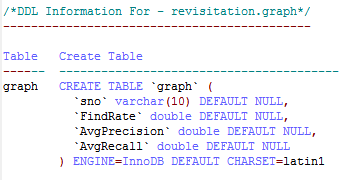 /*DDL Information For - revisitation.graph*/
--------------------------------------------
Table Create Table
------ ----------------------------------------
graph CREATE TABLE `graph` (
`sno` varchar(10) DEFAULT NULL,
`FindRate` double DEFAULT NULL,
`AvgPrecision` double DEFAULT NULL,
`AvgRecall` double DEFAULT NULL
) ENGINE=InnoDB DEFAULT CHARSET=latin1